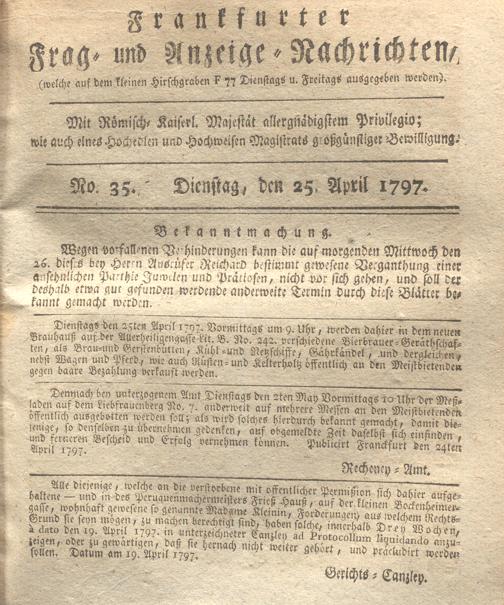 Frankfurter
Frag- und Anzeige-Nachrichten,
(welche auf dem kleinen Hirschgraben F 77 Dienstags u. Freitags ausgegeben werden).
Mit Römisch-Kaiserl. Majestät allergnädigstem Privilegio;
wie auch eines Hochedlen und Hochweisen Magistrats großgünstiger Bewilligung.
No. 35. Dienstag, den 25. April 1797.
Bekanntmachung.
Wegen vorfallenen Verhinderungen kann die auf morgenden Mittwoch den
26. dieses bey Herrn Ausrufer Reichard bestimmt gewesene Verganthung einer
ansehnlichen Parthie Juwelen und Prätiosen, nicht vor sich gehen, und soll der
deshalb etwa gut gefunden werdende anderweite Termin durch diese Blätter be-
kannt gemacht werden.
Dienstags den 25ten April 1797. Vormittags um 9. Uhr, werden dahier in dem neuen
Brauhauß auf der Allerheiligengasse Lit. B. No. 242. verschiedene Bierbrauer-Geräthschaf-
ten, als Brau- und Gerstenbütten, Kühl- und Netzschiffe, Gährkändel, und dergleichen,
nebst Wagen und Pferd, wie auch Küsten- und Kelterholtz öffentlich an den Meistbietenden
gegen baare Bezahlung verkauft werden.
Demnach bey unterzogenem Amt Dienstags den 2ten May Vormittags 10 Uhr der Meß-
laden auf dem Liebfrauenberg No. 7. anderweit auf mehrere Messen an den Meistbietenden
öffentlich ausgebotten werden soll; als wird solches hierdurch bekannt gemacht, damit die-
jenige, so denselben zu übernehmen gedenken, auf obgemeldte Zeit daselbst sich einfinden,
und ferneren Bescheid und Erfolg vernehmen können. Publicirt Franckfurt den 24ten
April 1797.
Recheney-Amt.
Alle diejenige, welche an die verstorbene mit öffentlicher Permißion sich dahier aufge-
haltene — und in des Peruquenmachermeisters Frieß Hauß, auf der kleinen Bockenheimer-
gasse, wohnhaft gewesene so genannte Madame Kleinin, Forderungen, aus welchem Rechts-
Grund sie seyn mögen, zu machen berechtigt sind, haben solche, innerhalb Drey Wochen,
à dato den 19. April 1797. in unterzeichneter Canzley ad Protocollum liquidando anzu-
zeigen, oder zu gewärtigen, daß sie hernach nicht weiter gehört, und präcludirt werden
sollen. Datum am 19. April 1797.
Gerichts-Canzley.